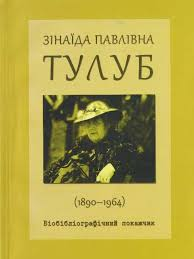 ЗІНАЇДА ПАВЛІВНА
ТУЛУБ
(1890–1964)
Біобібліографічний покажчик